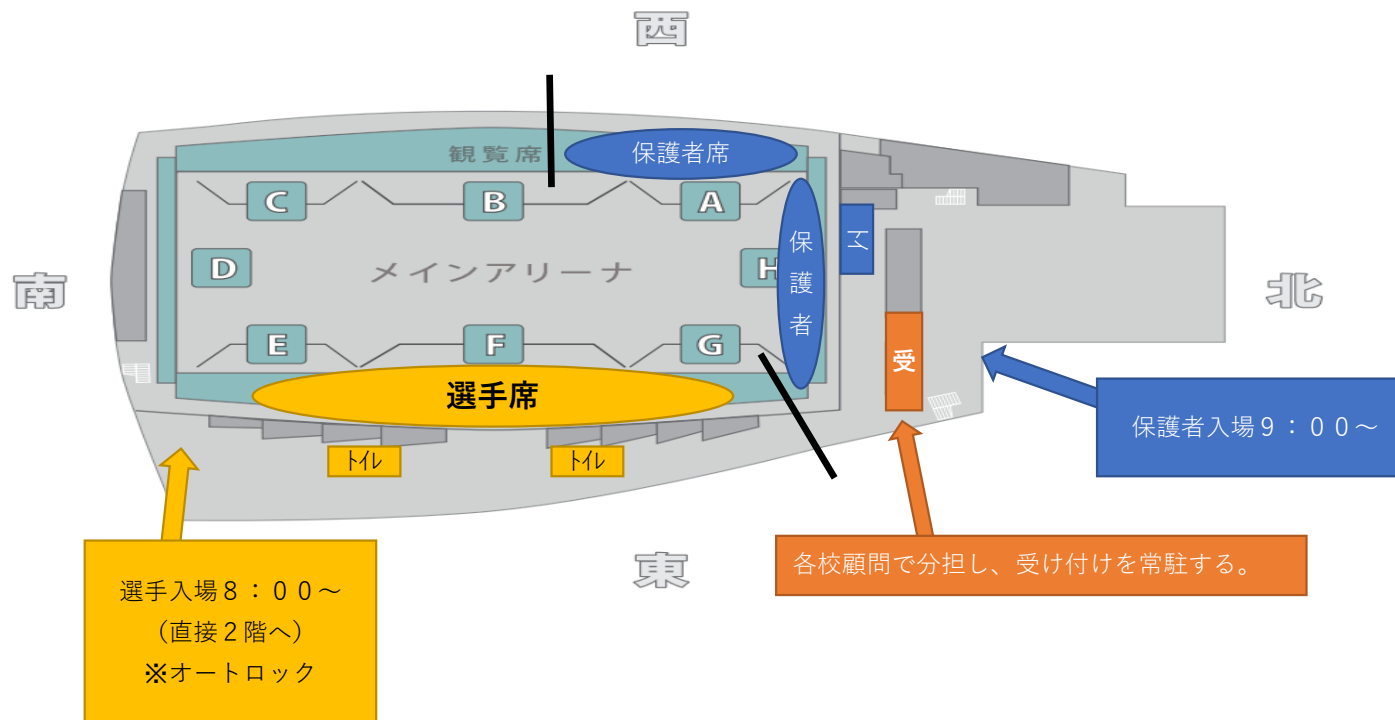 西
観覧席
保護者席
C
B
A
保護者
南
D
メインアリーナ
H
北
E
F
G
受
選手席
保護者入場９：００～
ﾄｲﾚ
ﾄｲﾚ
東
各校顧問で分担し、受け付けを常駐する。
選手入場８：００～
（直接２階へ）
※オートロック